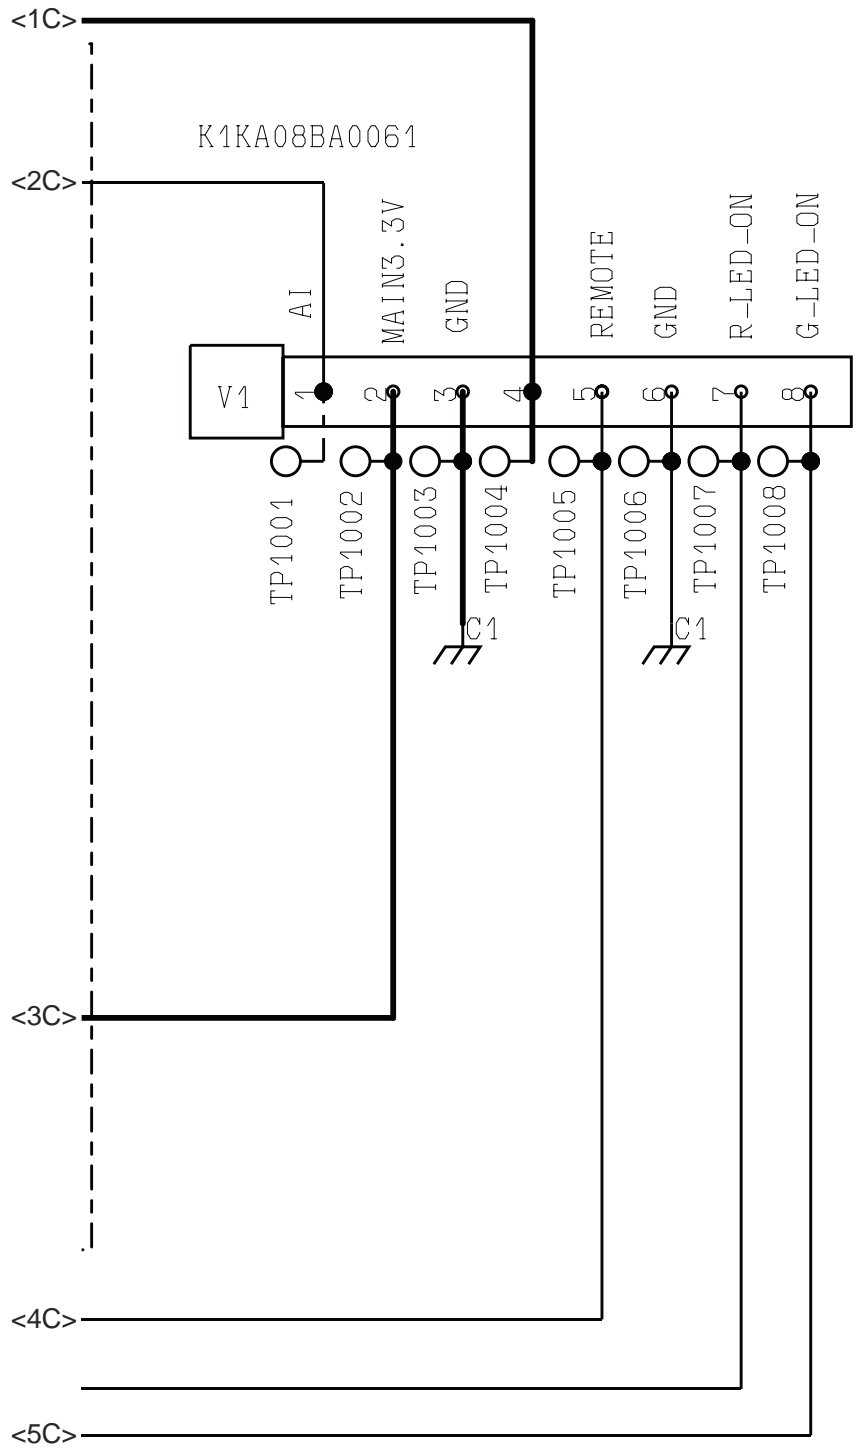 <1C>
K1KA08BA0061
<2C>
AI
MAIN3.3V
GND
REMOTE
GND
R-LED-ON
G-LED-ON
V1
1
2
3
4
5
6
7
8
TP1001
TP1002
TP1003
TP1004
TP1005
TP1006
TP1007
TP1008
C1
C1
<3C>
<4C>
<5C>